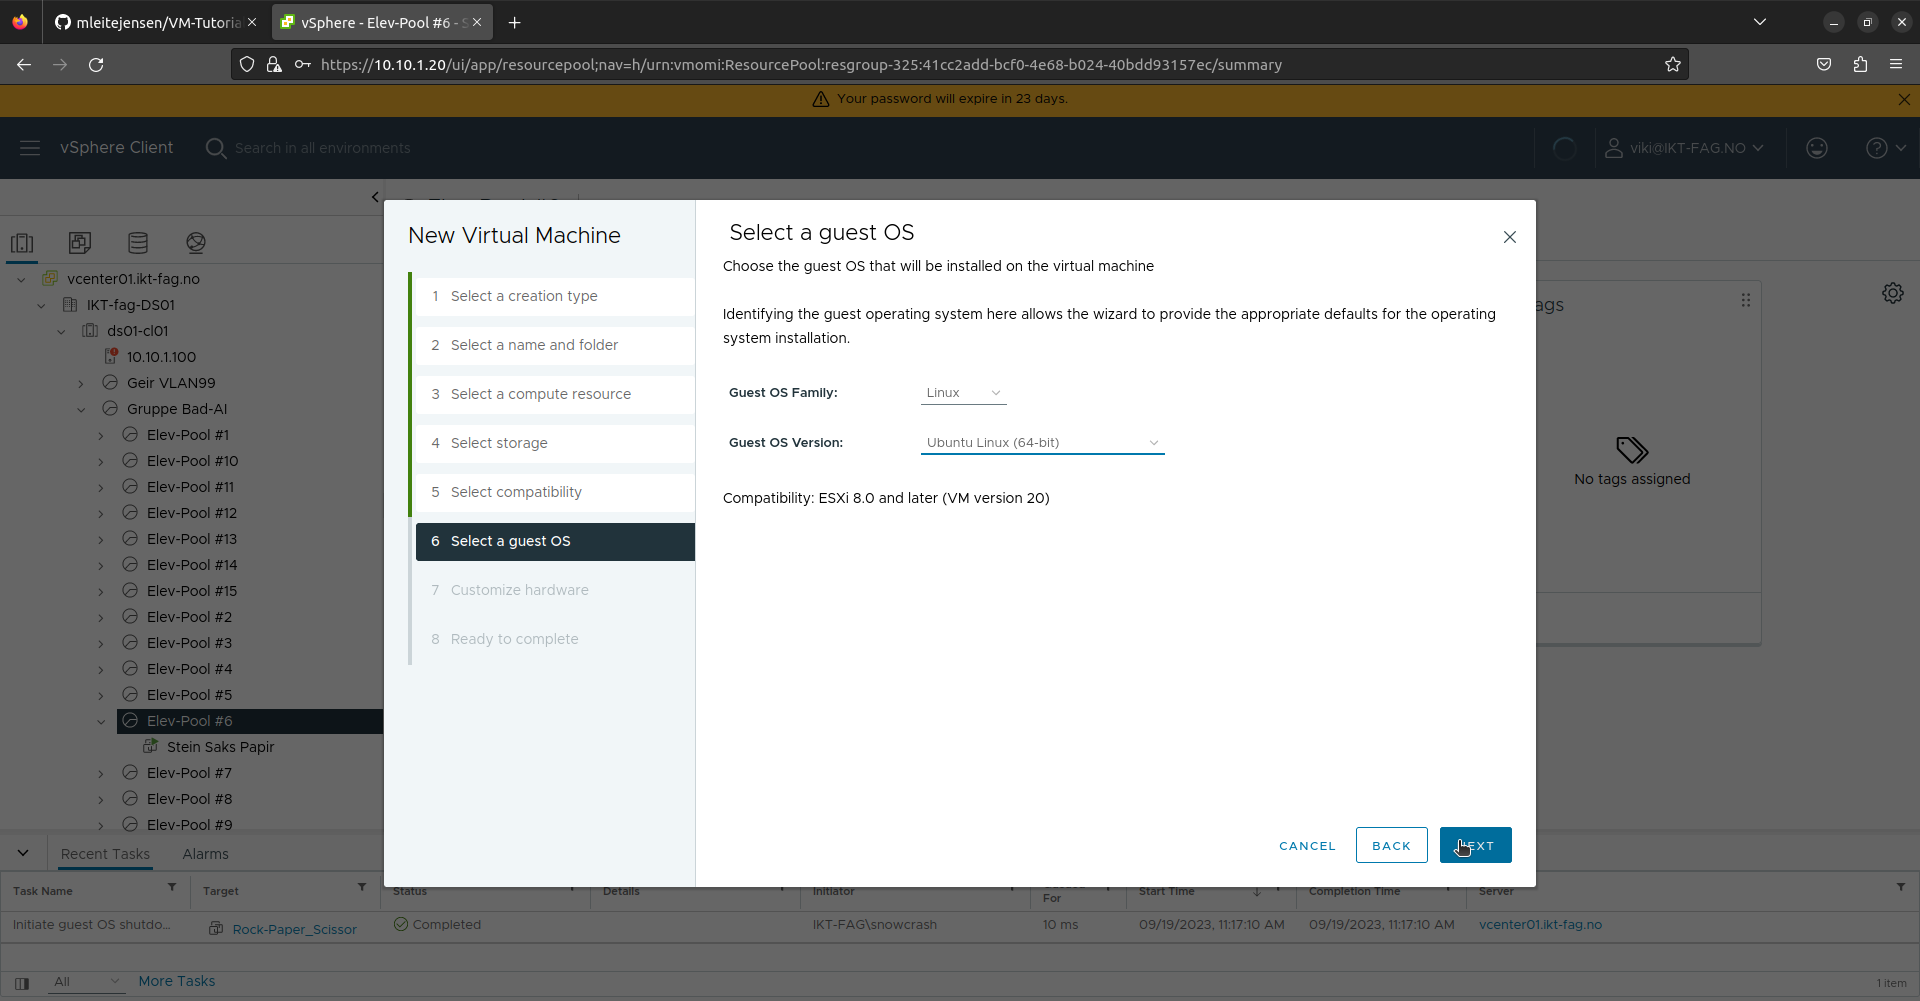 mleitejensen/VM-Tutoria
vSphere - Elev-Pool #6 - S
https://10.10.1.20/ui/app/resourcepool;nav=h/urn:vmomi:ResourcePool:resgroup-325:41cc2add-bcf0-4e68-b024-40bdd93157ec/summary
Your password will expire in 23 days.
vSphere Client
Search in all environments
viki@IKT-FAG.NO
vcenter01.ikt-fag.no
IKT-fag-DS01
ds01-cl01
10.10.1.100
Geir VLAN99
Gruppe Bad-AI
Elev-Pool #1
Elev-Pool #10
Elev-Pool #11
Elev-Pool #12
Elev-Pool #13
Elev-Pool #14
Elev-Pool #15
Elev-Pool #2
Elev-Pool #3
Elev-Pool #4
Elev-Pool #5
Elev-Pool #6
Stein Saks Papir
Elev-Pool #7
Elev-Pool #8
Elev-Pool #9
New Virtual Machine
1 Select a creation type
2 Select a name and folder
3 Select a compute resource
4 Select storage
5 Select compatibility
6 Select a guest OS
7 Customize hardware
8 Ready to complete
Select a guest OS
Choose the guest OS that will be installed on the virtual machine
Identifying the guest operating system here allows the wizard to provide the appropriate defaults for the operating
system installation.
Guest OS Family: Linux
Guest OS Version: Ubuntu Linux (64-bit)
Compatibility: ESXi 8.0 and later (VM version 20)
CANCEL
BACK
NEXT
ags
No tags assigned
Recent Tasks
Alarms
Task Name Target Status Details Initiator For Start Time Completion Time Server
Initiate guest OS shutdo... Rock-Paper_Scissor Completed IKT-FAG\snowcrash 10 ms 09/19/2023, 11:17:10 AM 09/19/2023, 11:17:10 AM vcenter01.ikt-fag.no
All
More Tasks
1 item